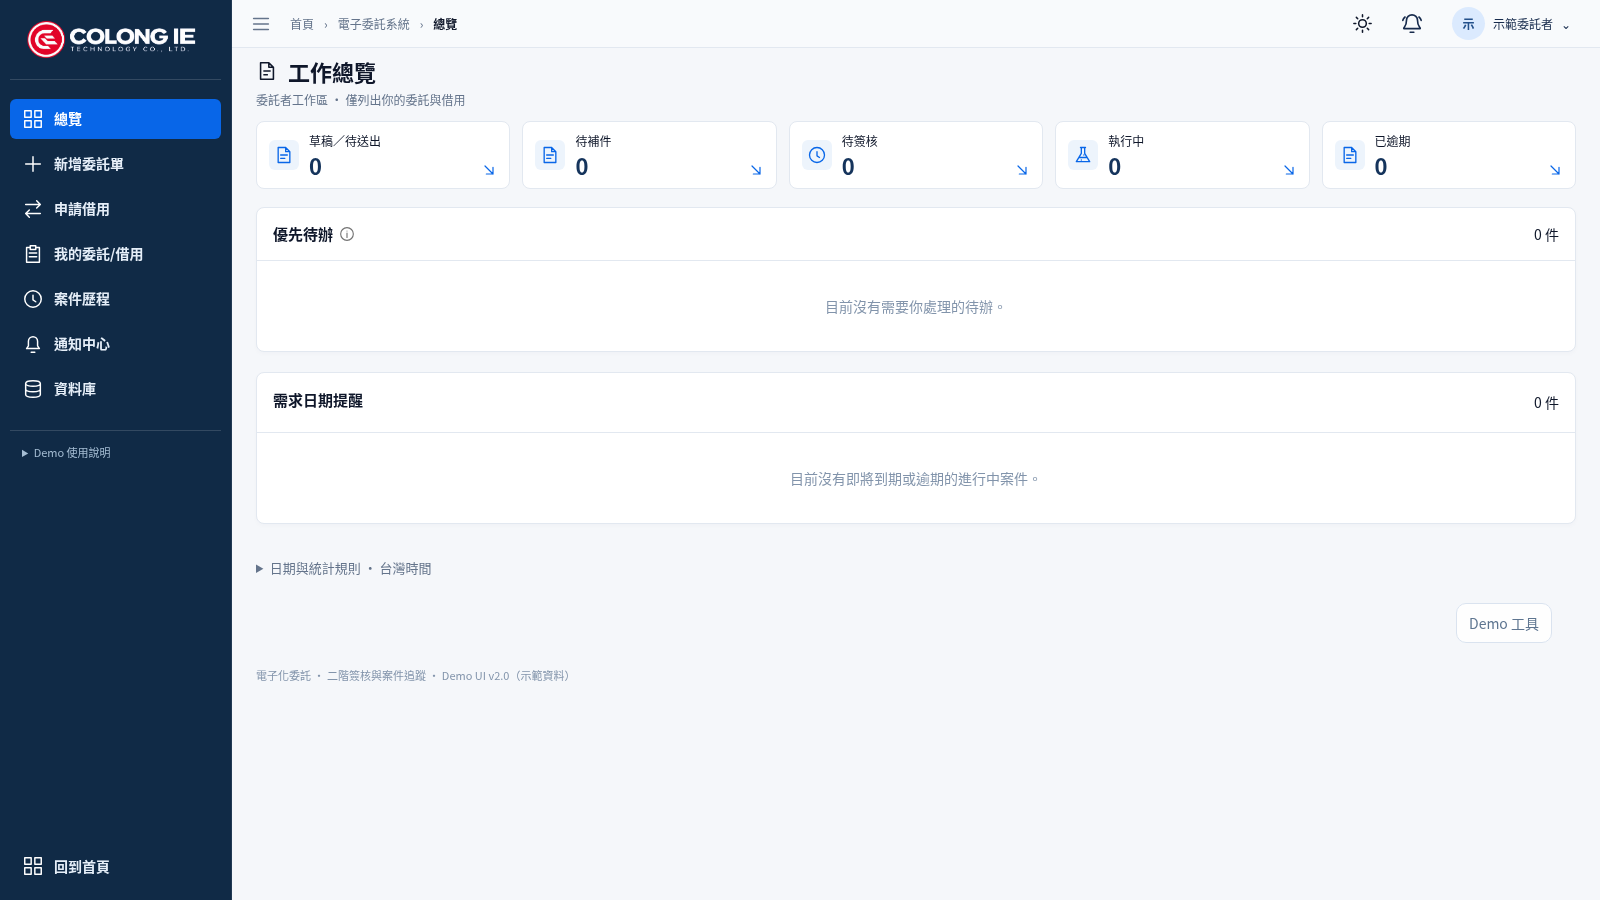 COLONG IE
TECHNOLOGY CO., LTD.
總覽
新增委託單
申請借用
我的委託/借用
案件歷程
通知中心
資料庫
Demo 使用說明
回到首頁
首頁 › 電子委託系統 › 總覽
示 示範委託者
工作總覽
委託者工作區 · 僅列出你的委託與借用
草稿／待送出
0
待補件
0
待簽核
0
執行中
0
已逾期
0
優先待辦
0 件
目前沒有需要你處理的待辦。
需求日期提醒
0 件
目前沒有即將到期或逾期的進行中案件。
日期與統計規則 · 台灣時間
Demo 工具
電子化委託 · 二階簽核與案件追蹤 · Demo UI v2.0（示範資料）